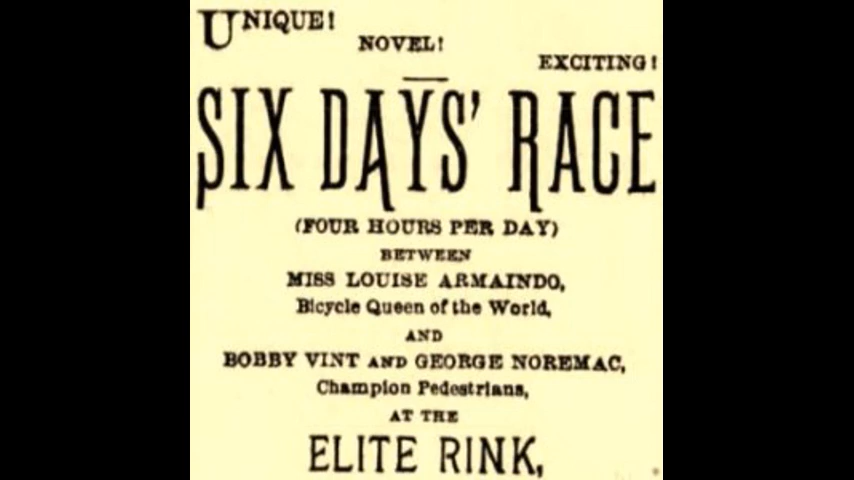 UNIQUE!
NOVEL!
EXCITING!
SIX DAYS' RACE
(FOUR HOURS PER DAY)
BETWEEN
MISS LOUISE ARMAINDO,
Bicycle Queen of the World,
AND
BOBBY VINT AND GEORGE NOREMAC,
Champion Pedestrians,
AT THE
ELITE RINK,